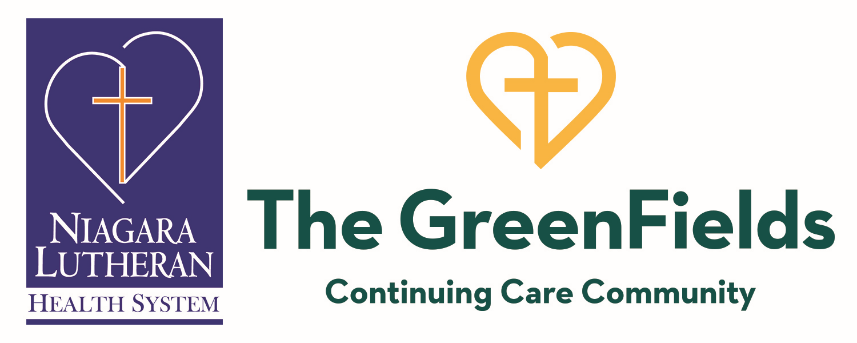 NIAGARA
LUTHERAN
HEALTH SYSTEM
The GreenFields
Continuing Care Community